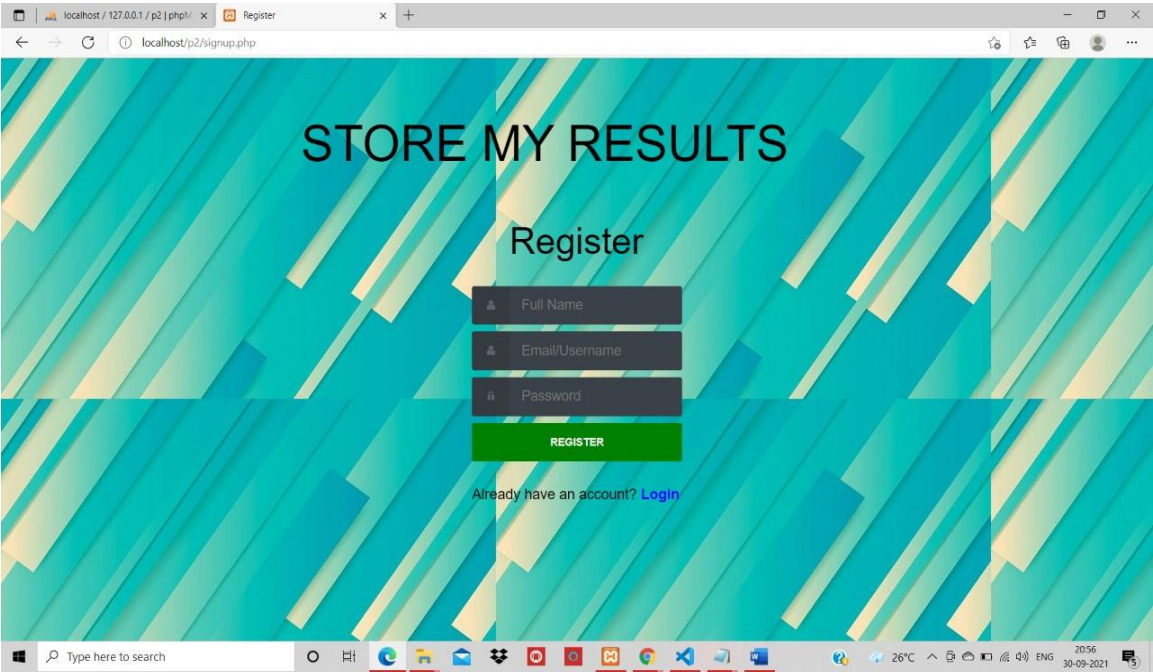 localhost / 127.0.0.1 / p2 | phpM
Register
localhost/p2/signup.php
STORE MY RESULTS
Register
Full Name
Email/Username
Password
REGISTER
Already have an account? Login
Type here to search
26°C
ENG
20:56
30-09-2021
5